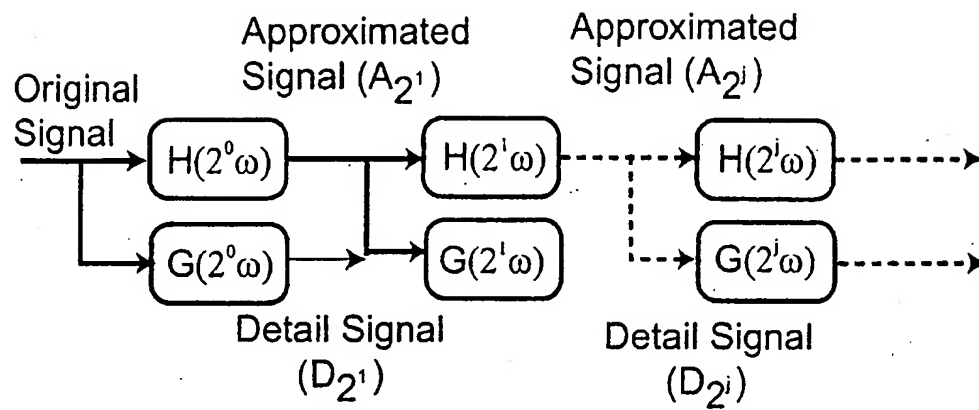 Approximated
Signal (A₂¹)
Approximated
Signal (A₂ʲ)
Original
Signal
H(2⁰ω)
H(2¹ω)
H(2ʲω)
G(2⁰ω)
G(2¹ω)
G(2ʲω)
Detail Signal
(D₂¹)
Detail Signal
(D₂ʲ)